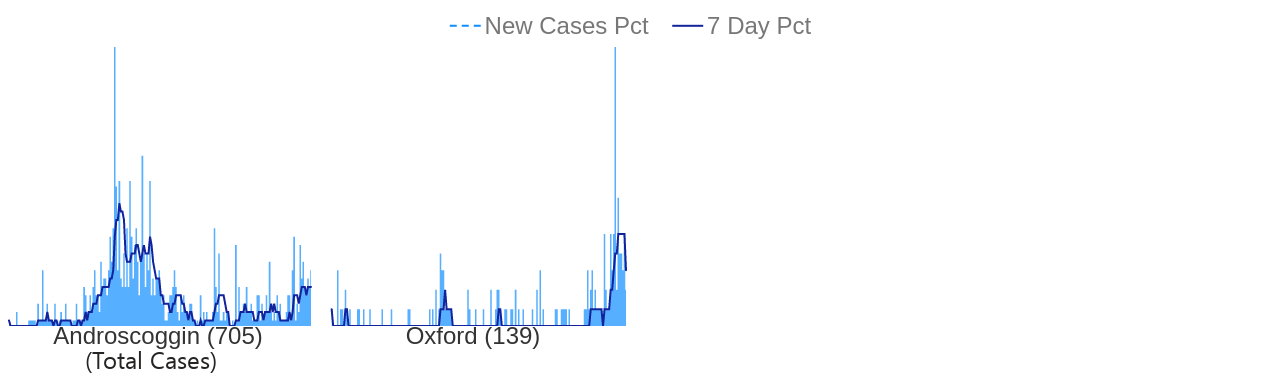 New Cases Pct 7 Day Pct
Androscoggin (705) Oxford (139)
(Total Cases)